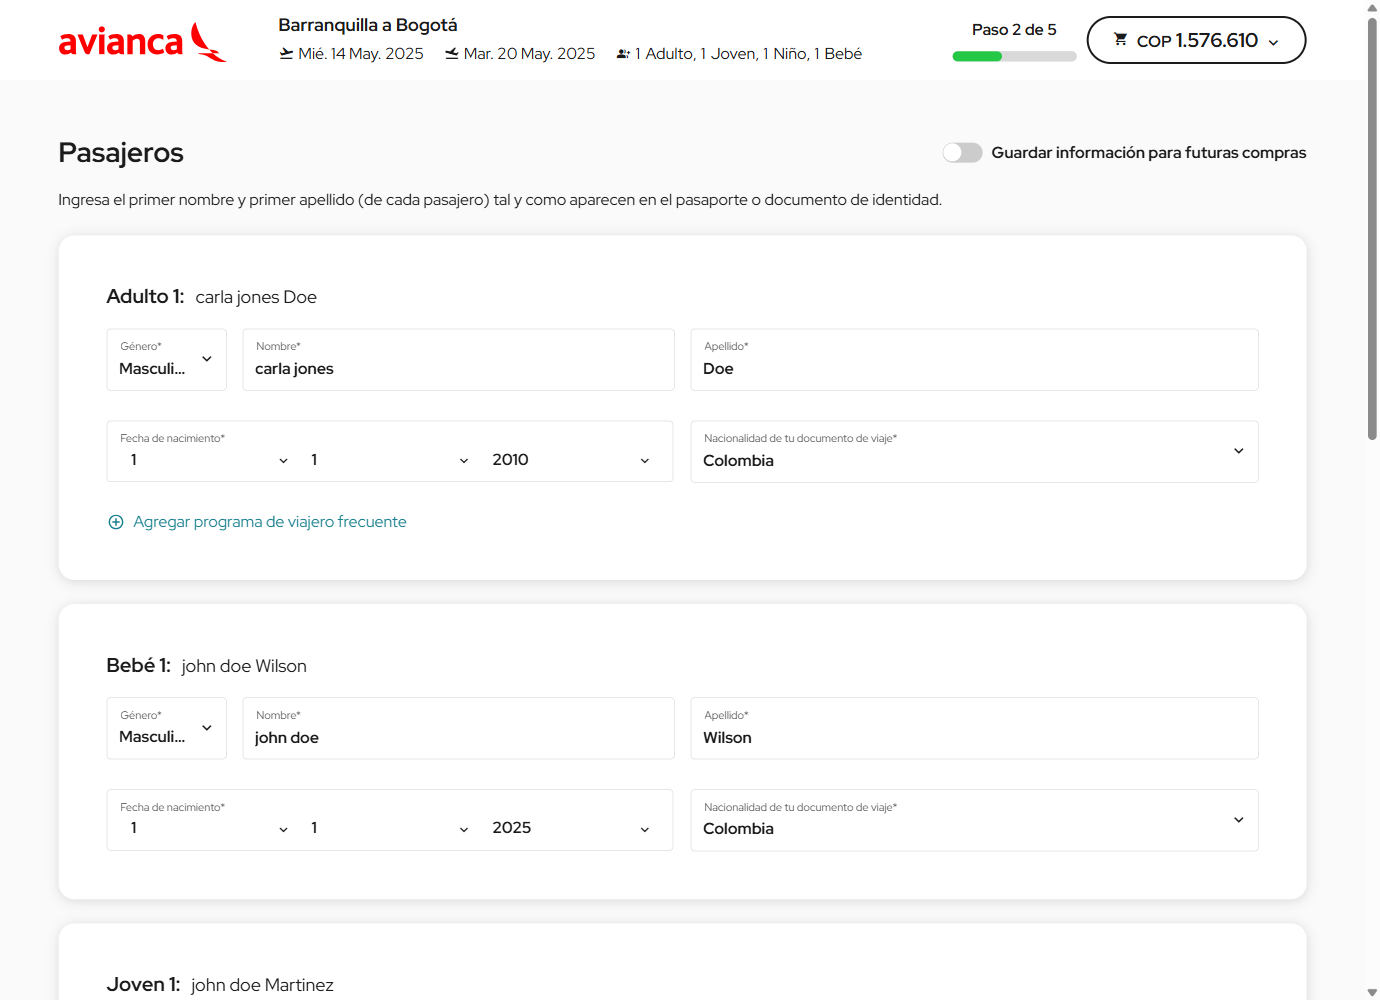 avianca
Barranquilla a Bogotá
Mié. 14 May. 2025 Mar. 20 May. 2025 1 Adulto, 1 Joven, 1 Niño, 1 Bebé
Paso 2 de 5
COP 1.576.610
Pasajeros
Guardar información para futuras compras
Ingresa el primer nombre y primer apellido (de cada pasajero) tal y como aparecen en el pasaporte o documento de identidad.
Adulto 1: carla jones Doe
Género* Nombre* Apellido*
Masculi... carla jones Doe
Fecha de nacimiento* Nacionalidad de tu documento de viaje*
1 1 2010 Colombia
Agregar programa de viajero frecuente
Bebé 1: john doe Wilson
Género* Nombre* Apellido*
Masculi... john doe Wilson
Fecha de nacimiento* Nacionalidad de tu documento de viaje*
1 1 2025 Colombia
Joven 1: john doe Martinez